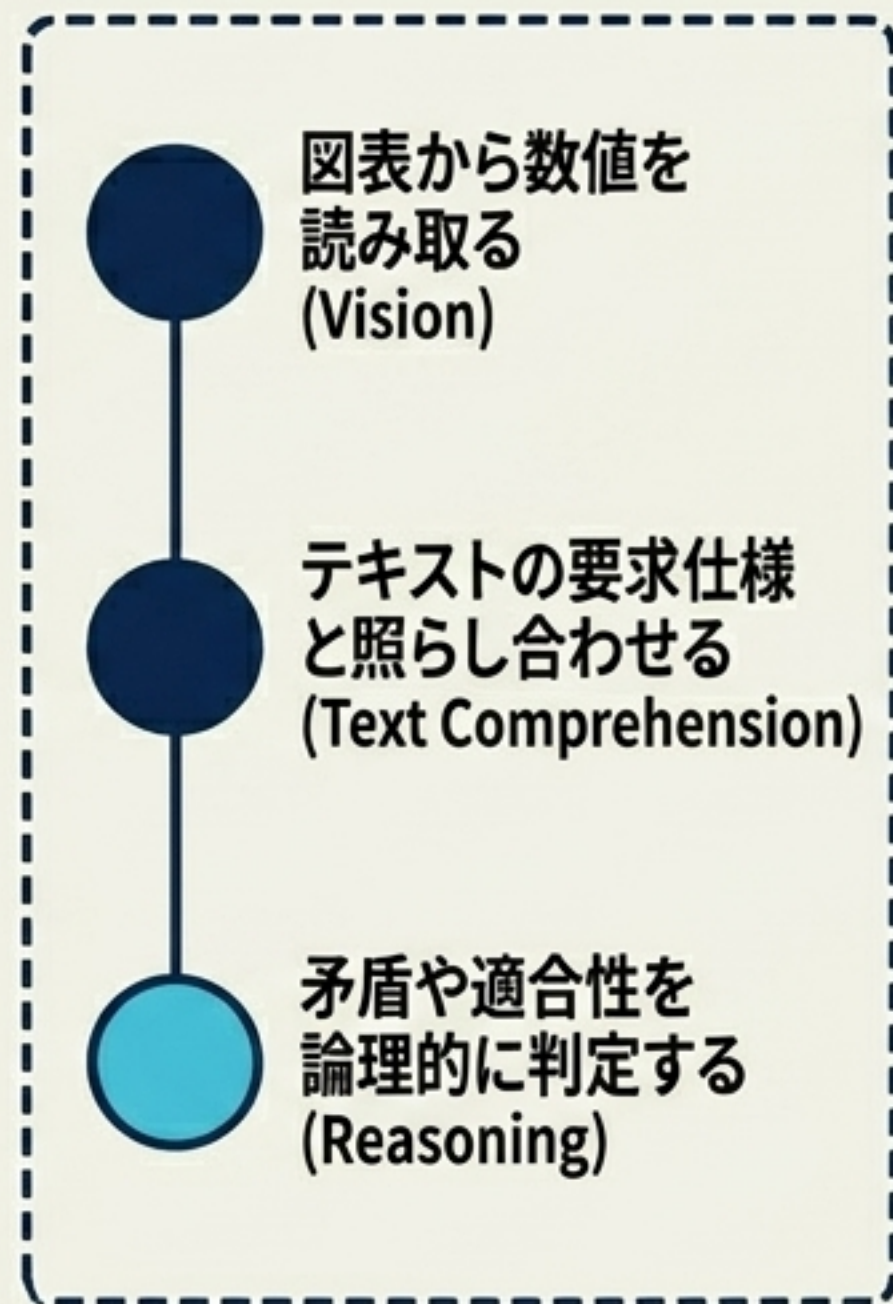 図表から数値を
読み取る
(Vision)
テキストの要求仕様
と照らし合わせる
(Text Comprehension)
矛盾や適合性を
論理的に判定する
(Reasoning)